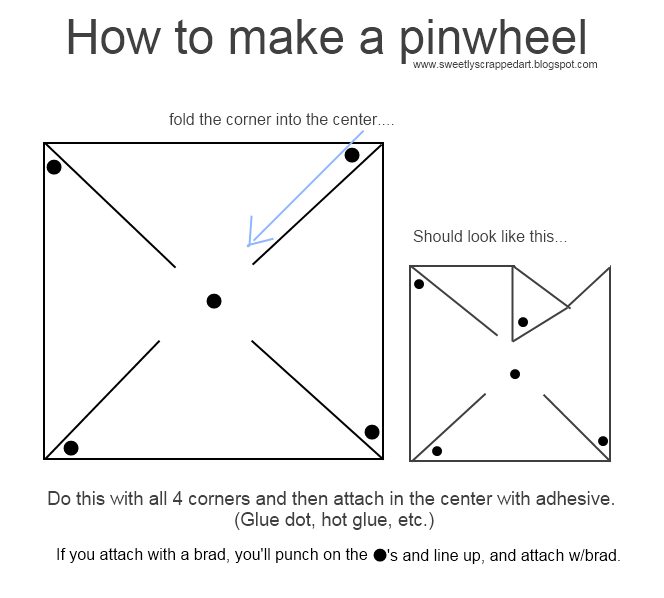 How to make a pinwheel
www.sweetlyscrappedart.blogspot.com
fold the corner into the center....
Should look like this...
Do this with all 4 corners and then attach in the center with adhesive.
(Glue dot, hot glue, etc.)
If you attach with a brad, you'll punch on the ●'s and line up, and attach w/brad.